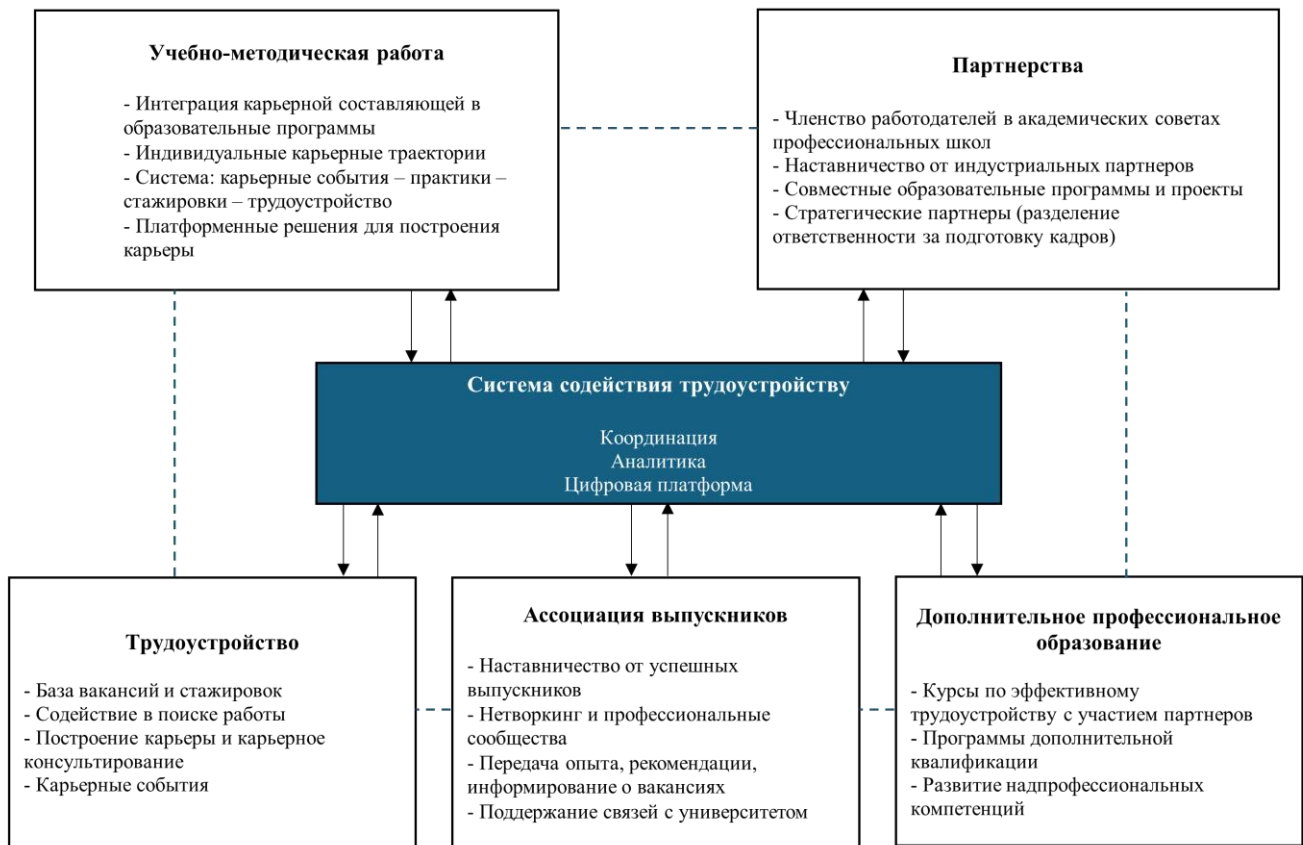 Учебно-методическая работа
- Интеграция карьерной составляющей в
образовательные программы
- Индивидуальные карьерные траектории
- Система: карьерные события – практики –
стажировки – трудоустройство
- Платформенные решения для построения
карьеры
Партнерства
- Членство работодателей в академических советах
профессиональных школ
- Наставничество от индустриальных партнеров
- Совместные образовательные программы и проекты
- Стратегические партнеры (разделение
ответственности за подготовку кадров)
Система содействия трудоустройству
Координация
Аналитика
Цифровая платформа
Трудоустройство
- База вакансий и стажировок
- Содействие в поиске работы
- Построение карьеры и карьерное
консультирование
- Карьерные события
Ассоциация выпускников
- Наставничество от успешных
выпускников
- Нетворкинг и профессиональные
сообщества
- Передача опыта, рекомендации,
информирование о вакансиях
- Поддержание связей с университетом
Дополнительное профессиональное
образование
- Курсы по эффективному
трудоустройству с участием партнеров
- Программы дополнительной
квалификации
- Развитие надпрофессиональных
компетенций